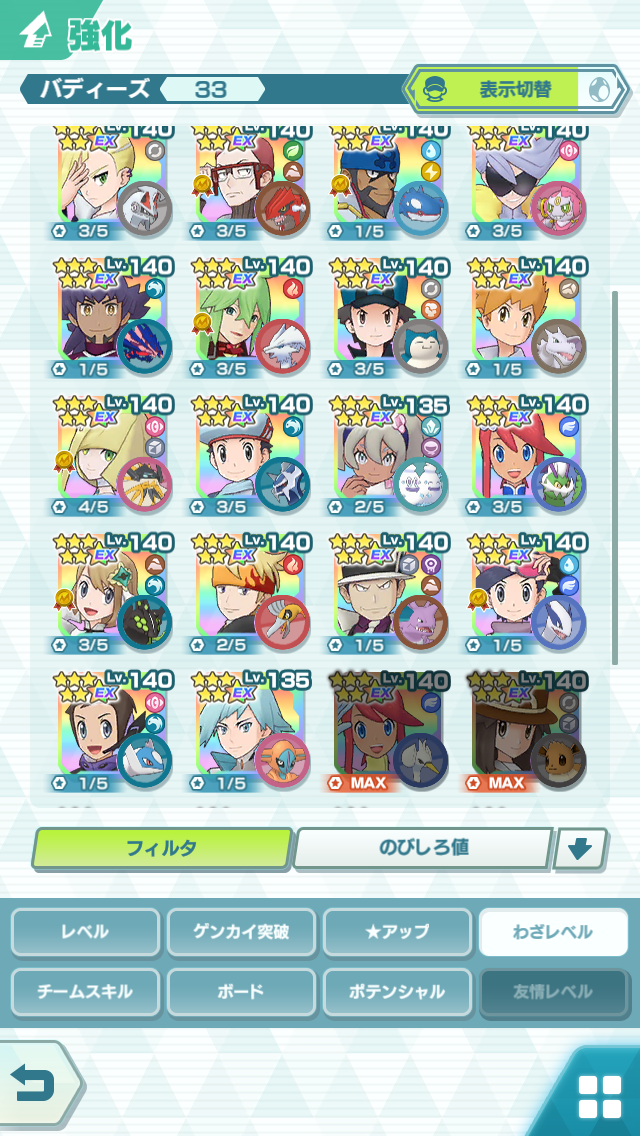 強化
バディーズ 33 表示切替
EX Lv.140 EX Lv.140 EX Lv.140 EX Lv.140
3/5 3/5 1/5 3/5
Lv.140 Lv.140 Lv.140 Lv.140
EX EX EX EX
1/5 3/5 3/5 1/5
Lv.140 Lv.140 Lv.135 Lv.140
EX EX EX EX
4/5 3/5 2/5 3/5
Lv.140 Lv.140 Lv.140 Lv.140
EX EX EX EX
3/5 2/5 1/5 1/5
Lv.140 Lv.135 Lv.140 Lv.140
EX EX EX EX
1/5 1/5 MAX MAX
フィルタ のびしろ値
レベル ゲンカイ突破 ★アップ わざレベル
チームスキル ボード ポテンシャル 友情レベル